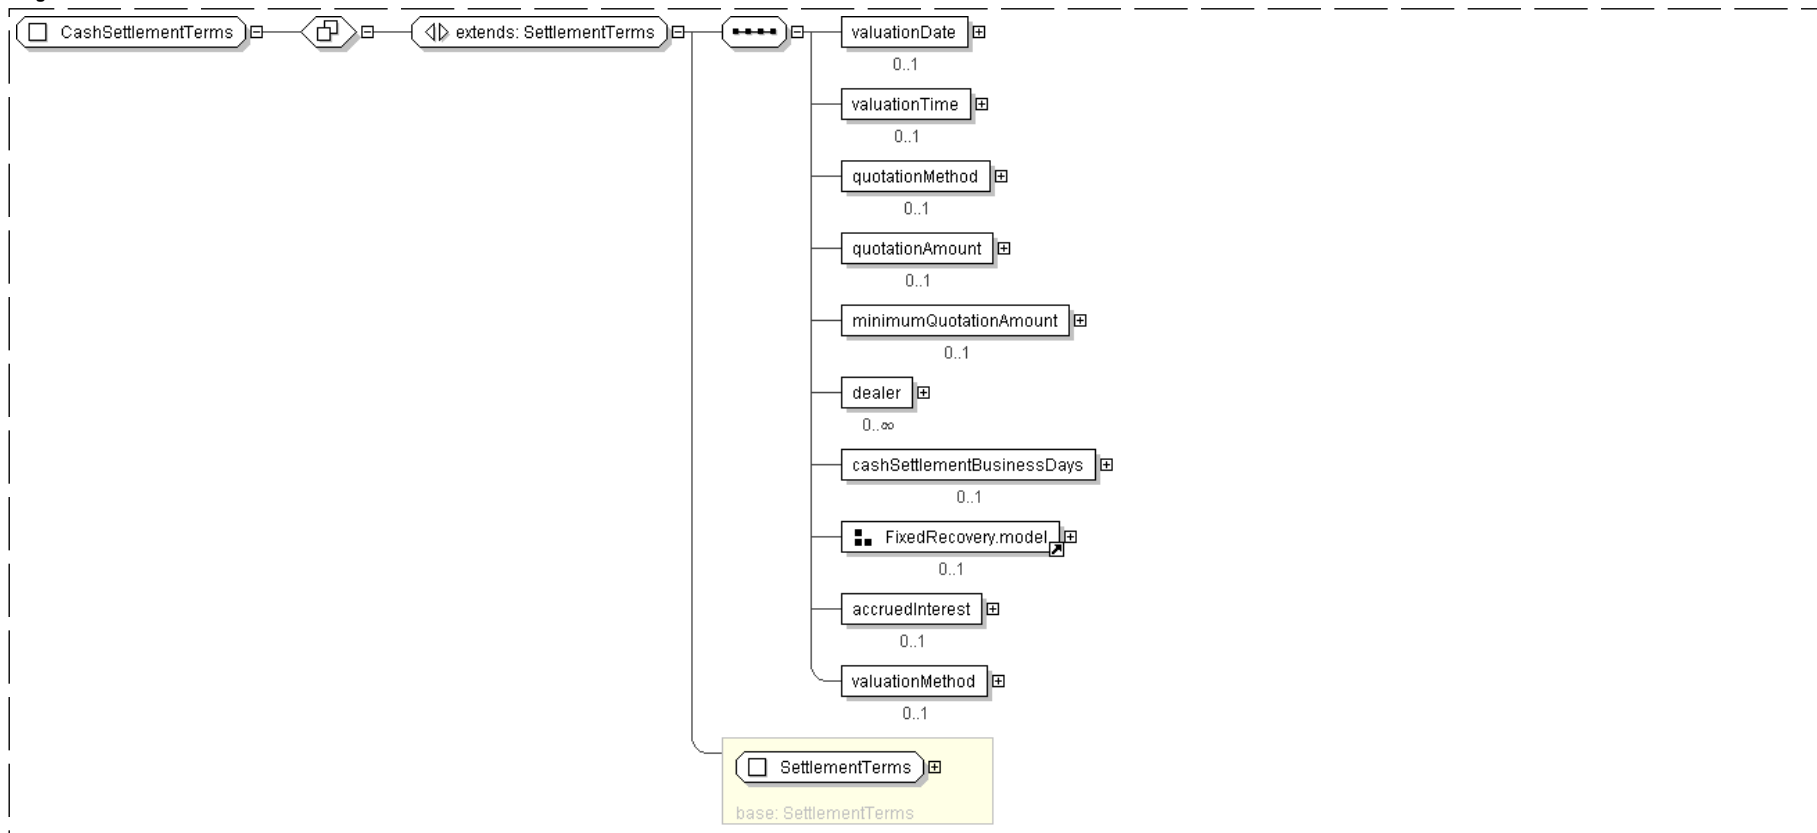 CashSettlementTerms
extends: SettlementTerms
valuationDate
0..1
valuationTime
0..1
quotationMethod
0..1
quotationAmount
0..1
minimumQuotationAmount
0..1
dealer
0..∞
cashSettlementBusinessDays
0..1
FixedRecovery.model
0..1
accruedInterest
0..1
valuationMethod
0..1
SettlementTerms
base: SettlementTerms